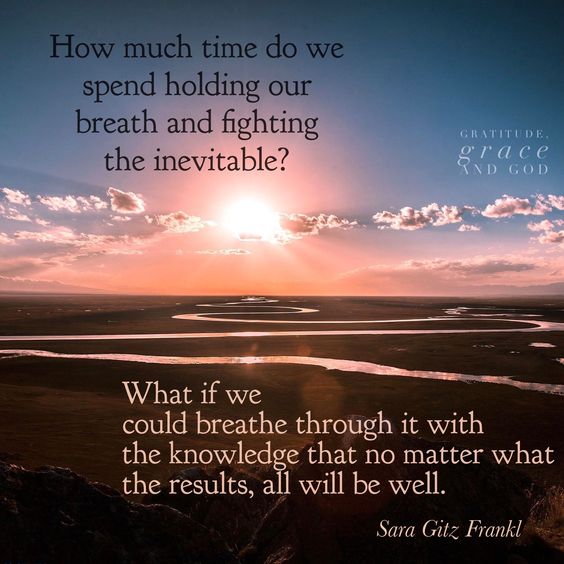 How much time do we
spend holding our
breath and fighting
the inevitable?
GRATITUDE,
grace
AND GOD
What if we
could breathe through it with
the knowledge that no matter what
the results, all will be well.
Sara Gitz Frankl